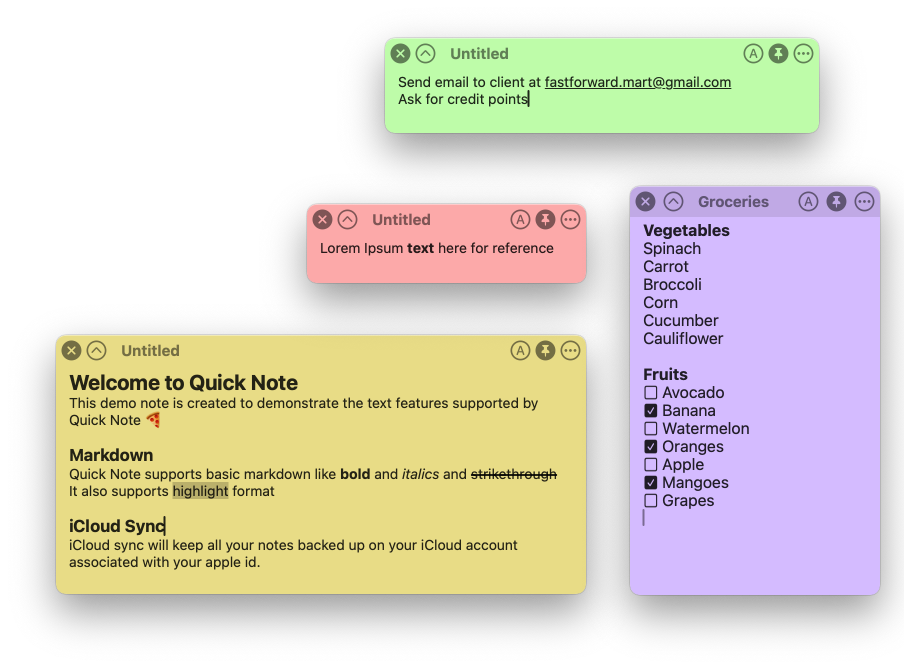 Untitled
Send email to client at fastforward.mart@gmail.com
Ask for credit points
Untitled
Lorem Ipsum text here for reference
Groceries
Vegetables
Spinach
Carrot
Broccoli
Corn
Cucumber
Cauliflower
Fruits
Avocado
Banana
Watermelon
Oranges
Apple
Mangoes
Grapes
Untitled
Welcome to Quick Note
This demo note is created to demonstrate the text features supported by
Quick Note 🍕
Markdown
Quick Note supports basic markdown like bold and italics and strikethrough
It also supports highlight format
iCloud Sync
iCloud sync will keep all your notes backed up on your iCloud account
associated with your apple id.